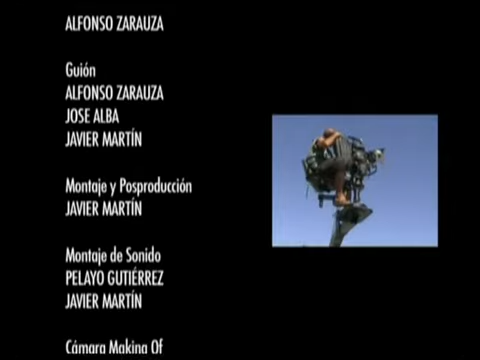 ALFONSO ZARAUZA
Guión
ALFONSO ZARAUZA
JOSE ALBA
JAVIER MARTÍN
Montaje y Posproducción
JAVIER MARTÍN
Montaje de Sonido
PELAYO GUTIÉRREZ
JAVIER MARTÍN
Cámara Making Of